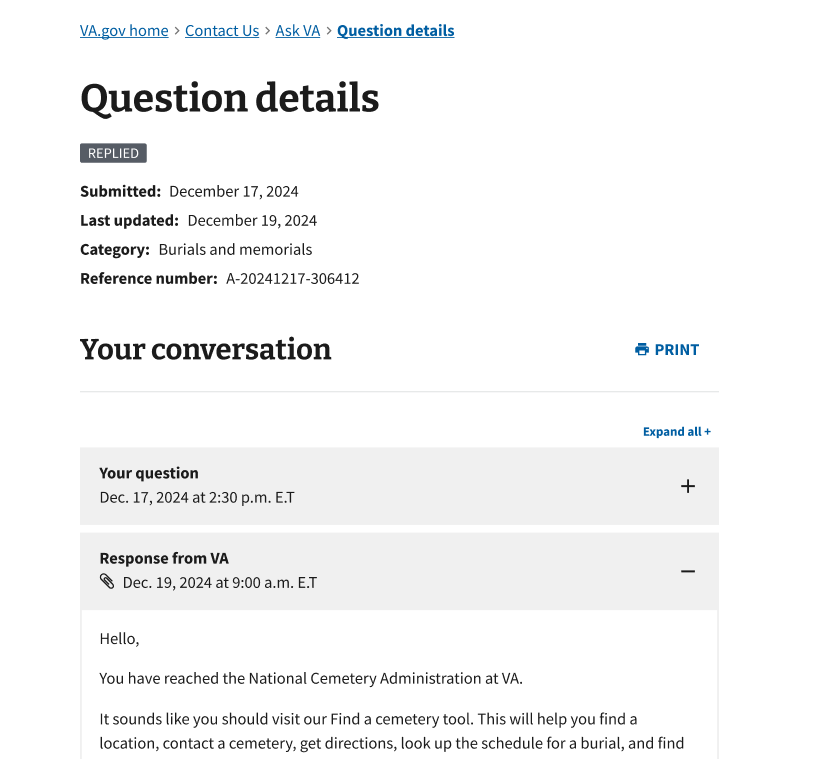 VA.gov home > Contact Us > Ask VA > Question details
Question details
REPLIED
Submitted: December 17, 2024
Last updated: December 19, 2024
Category: Burials and memorials
Reference number: A-20241217-306412
Your conversation
PRINT
Expand all +
Your question
Dec. 17, 2024 at 2:30 p.m. E.T
Response from VA
Dec. 19, 2024 at 9:00 a.m. E.T
Hello,
You have reached the National Cemetery Administration at VA.
It sounds like you should visit our Find a cemetery tool. This will help you find a
location, contact a cemetery, get directions, look up the schedule for a burial, and find